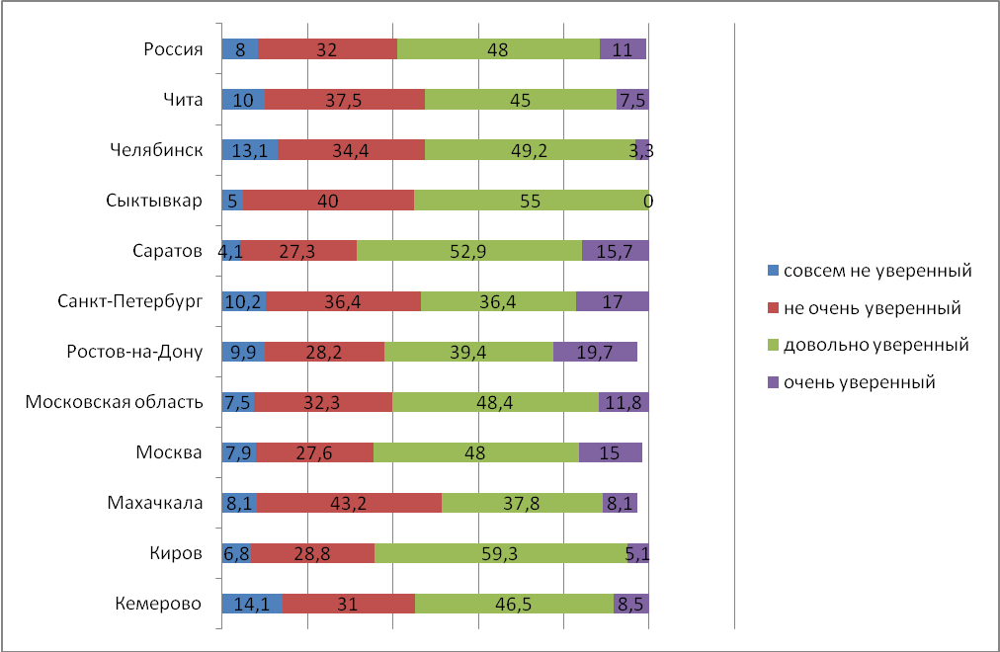 Россия 8 32 48 11
Чита 10 37,5 45 7,5
Челябинск 13,1 34,4 49,2 3,3
Сыктывкар 5 40 55 0
Саратов 4,1 27,3 52,9 15,7
Санкт-Петербург 10,2 36,4 36,4 17
Ростов-на-Дону 9,9 28,2 39,4 19,7
Московская область 7,5 32,3 48,4 11,8
Москва 7,9 27,6 48 15
Махачкала 8,1 43,2 37,8 8,1
Киров 6,8 28,8 59,3 5,1
Кемерово 14,1 31 46,5 8,5
совсем не уверенный
не очень уверенный
довольно уверенный
очень уверенный